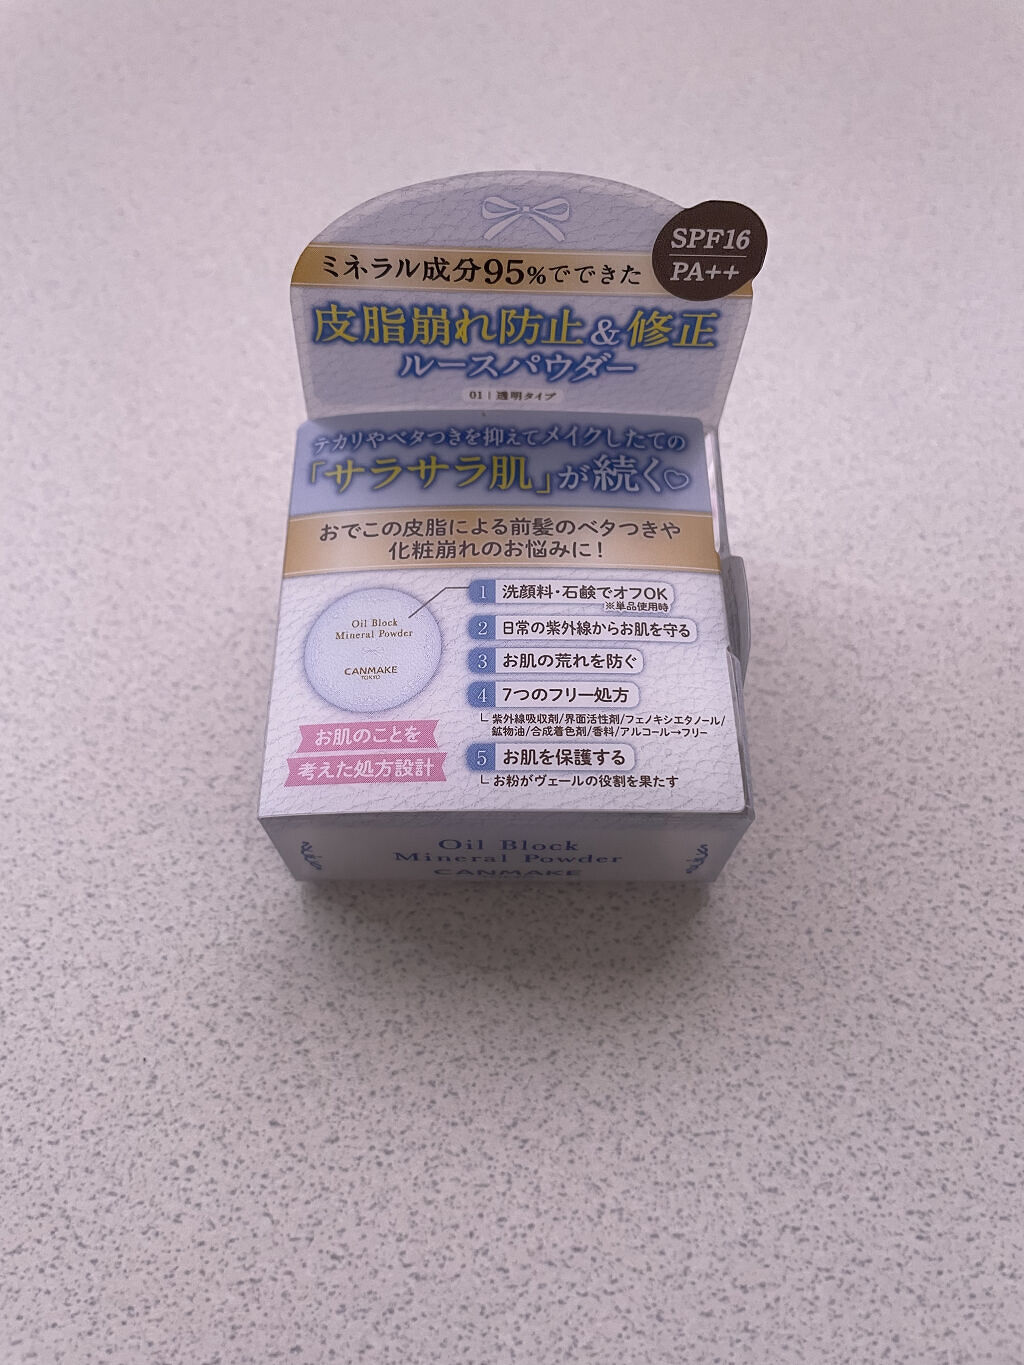 SPF16
PA++
ミネラル成分95%でできた
皮脂崩れ防止&修正
ルースパウダー
01 | 透明タイプ
テカリやベタつきを抑えてメイクしたての
「サラサラ肌」が続く♡
おでこの皮脂による前髪のベタつきや
化粧崩れのお悩みに!
Oil Block
Mineral Powder
CANMAKE
TOKYO
お肌のことを
考えた処方設計
1 洗顔料・石鹸でオフOK
※単品使用時
2 日常の紫外線からお肌を守る
3 お肌の荒れを防ぐ
4 7つのフリー処方
紫外線吸収剤/界面活性剤/フェノキシエタノール/
鉱物油/合成着色剤/香料/アルコール→フリー
5 お肌を保護する
お粉がヴェールの役割を果たす
Oil Block
Mineral Powder
CANMAKE